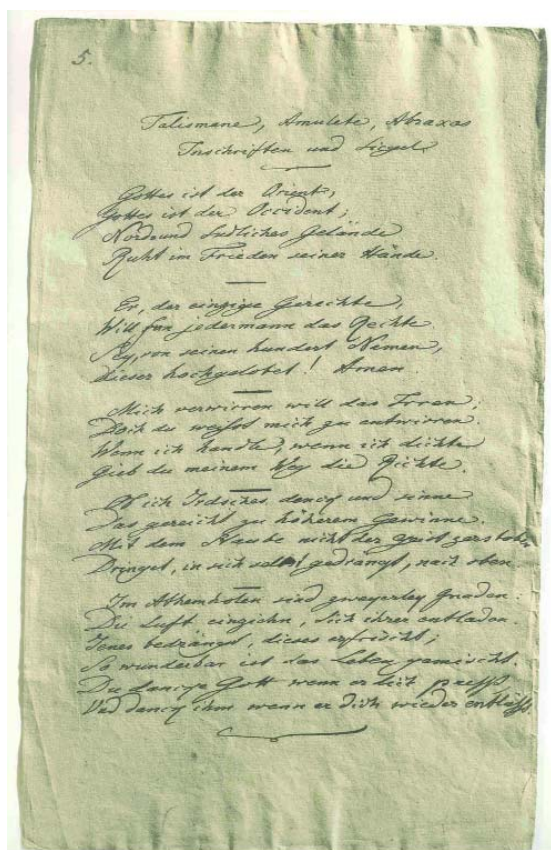 5.
Talismane, Amulete, Abraxas
Inschriften und Siegel.
Gottes ist der Orient,
Gottes ist der Occident;
Nord und Südliches Gelände
Ruht im Frieden seiner Hände.
Er, der einzige Gerechte,
Will für jedermann das Rechte.
Sey, von seinen hundert Namen,
Dieser hochgelobet! Amen.
Mich verwirren will das Irren;
Doch du weisst mich zu entwirren.
Wenn ich handle, wenn ich dichte
Gieb du meinem Weg die Richte.
Ob ich Irdsches denck und sinne
Das gereicht zu höherem Gewinne.
Mit dem Staube nicht der Geist zerstoben
Dringet, in sich selbst gedrängt, nach oben.
Im Athemholen sind zweyerley Gnaden:
Die Luft einziehn, sich ihrer entladen.
Jenes bedrängt, dieses erfrischt;
So wunderbar ist das Leben gemischt.
Du dancke Gott wenn er dich presst
Und danck ihm wenn er dich wieder entlässt.